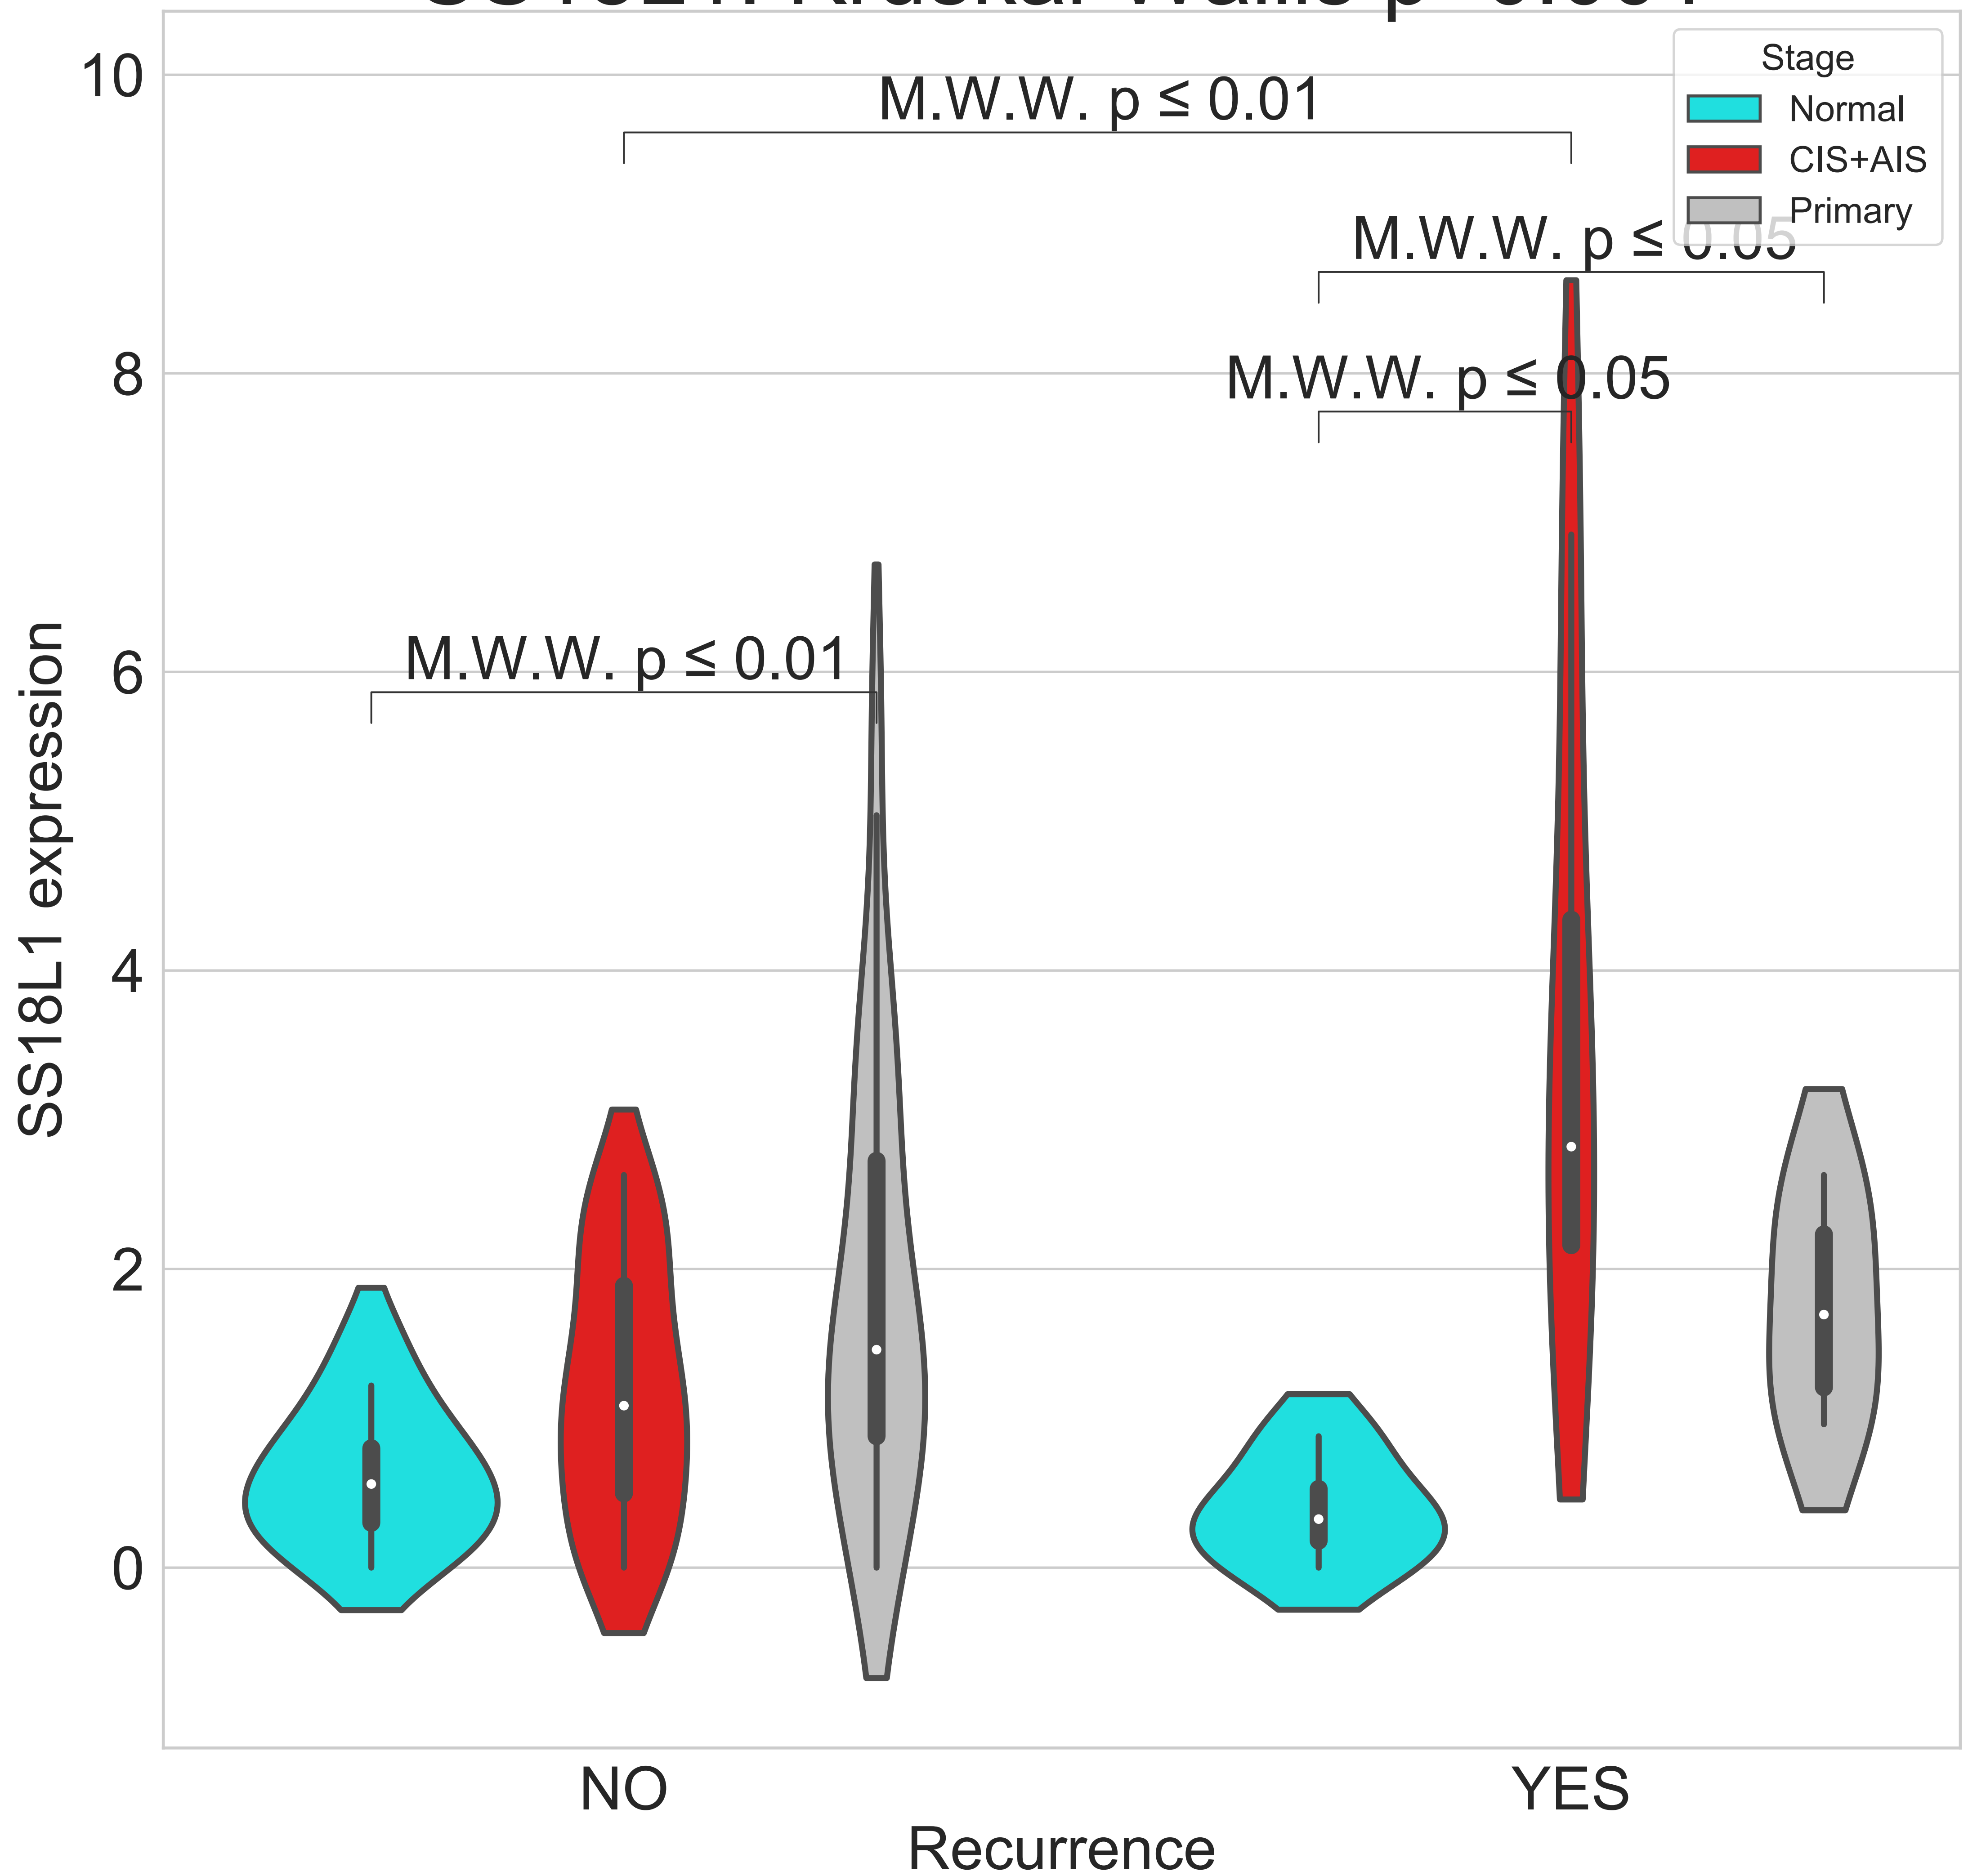 10
8
6
4
2
0
SS18L1 expression
M.W.W. p ≤ 0.01
M.W.W. p ≤ 0.05
M.W.W. p ≤ 0.05
M.W.W. p ≤ 0.01
Stage
Normal
CIS+AIS
Primary
NO
YES
Recurrence